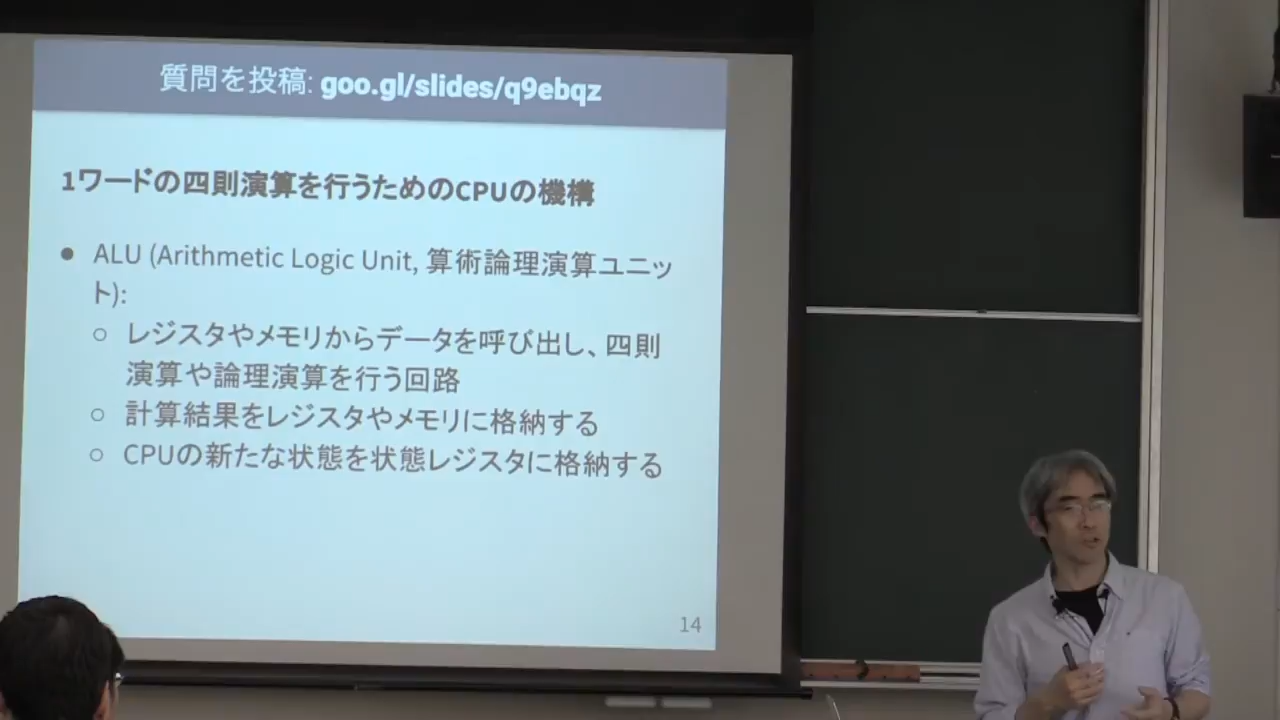 質問を投稿: goo.gl/slides/q9ebqz
1ワードの四則演算を行うためのCPUの機構
● ALU (Arithmetic Logic Unit, 算術論理演算ユニッ
ト):
○ レジスタやメモリからデータを呼び出し、四則
演算や論理演算を行う回路
○ 計算結果をレジスタやメモリに格納する
○ CPUの新たな状態を状態レジスタに格納する
14